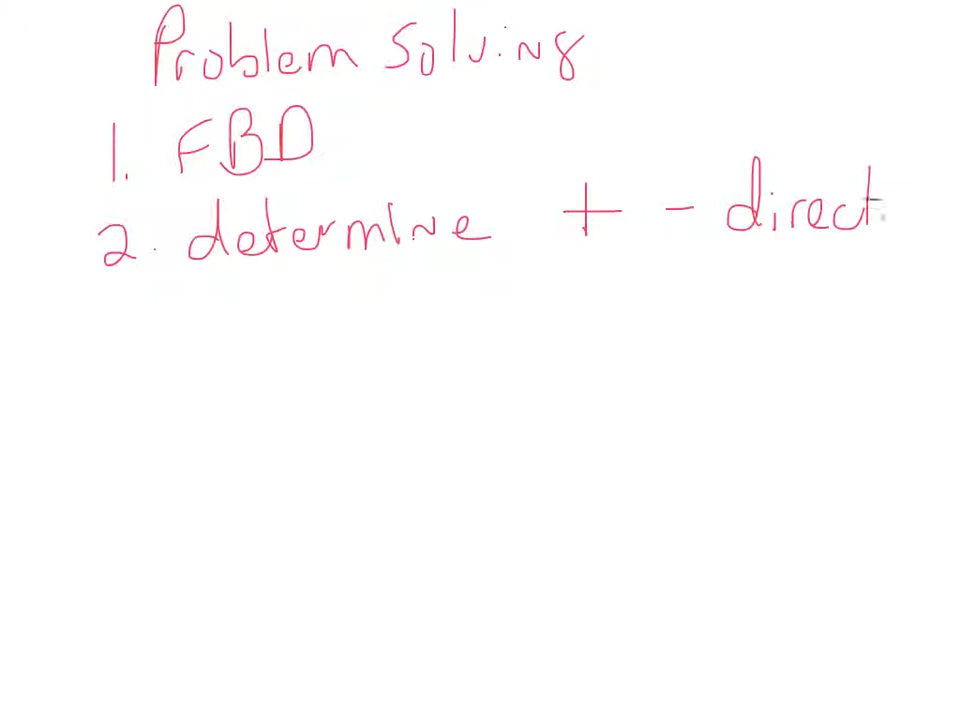 Problem Solving
1. FBD
2. determine + - direct